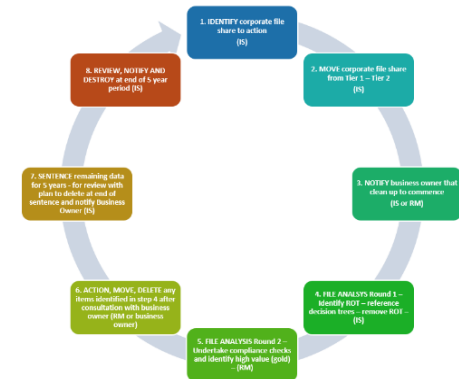 1. IDENTIFY corporate file
share to action
(IS)
2. MOVE corporate file share
from Tier 1 – Tier 2
(IS)
3. NOTIFY business owner that
clean up to commence
(IS or RM)
4. FILE ANALSYS Round 1 –
Identify ROT – reference
decision trees – remove ROT –
(IS)
5. FILE ANALYSIS Round 2 –
Undertake compliance checks
and identify high value (gold)
– (RM)
6. ACTION, MOVE, DELETE any
items identified in step 4 after
consultation with business
owner (RM or business
owner)
7. SENTENCE remaining data
for 5 years - for review with
plan to delete at end of
sentence and notify Business
Owner (IS)
8. REVIEW, NOTIFY AND
DESTROY at end of 5 year
period (IS)